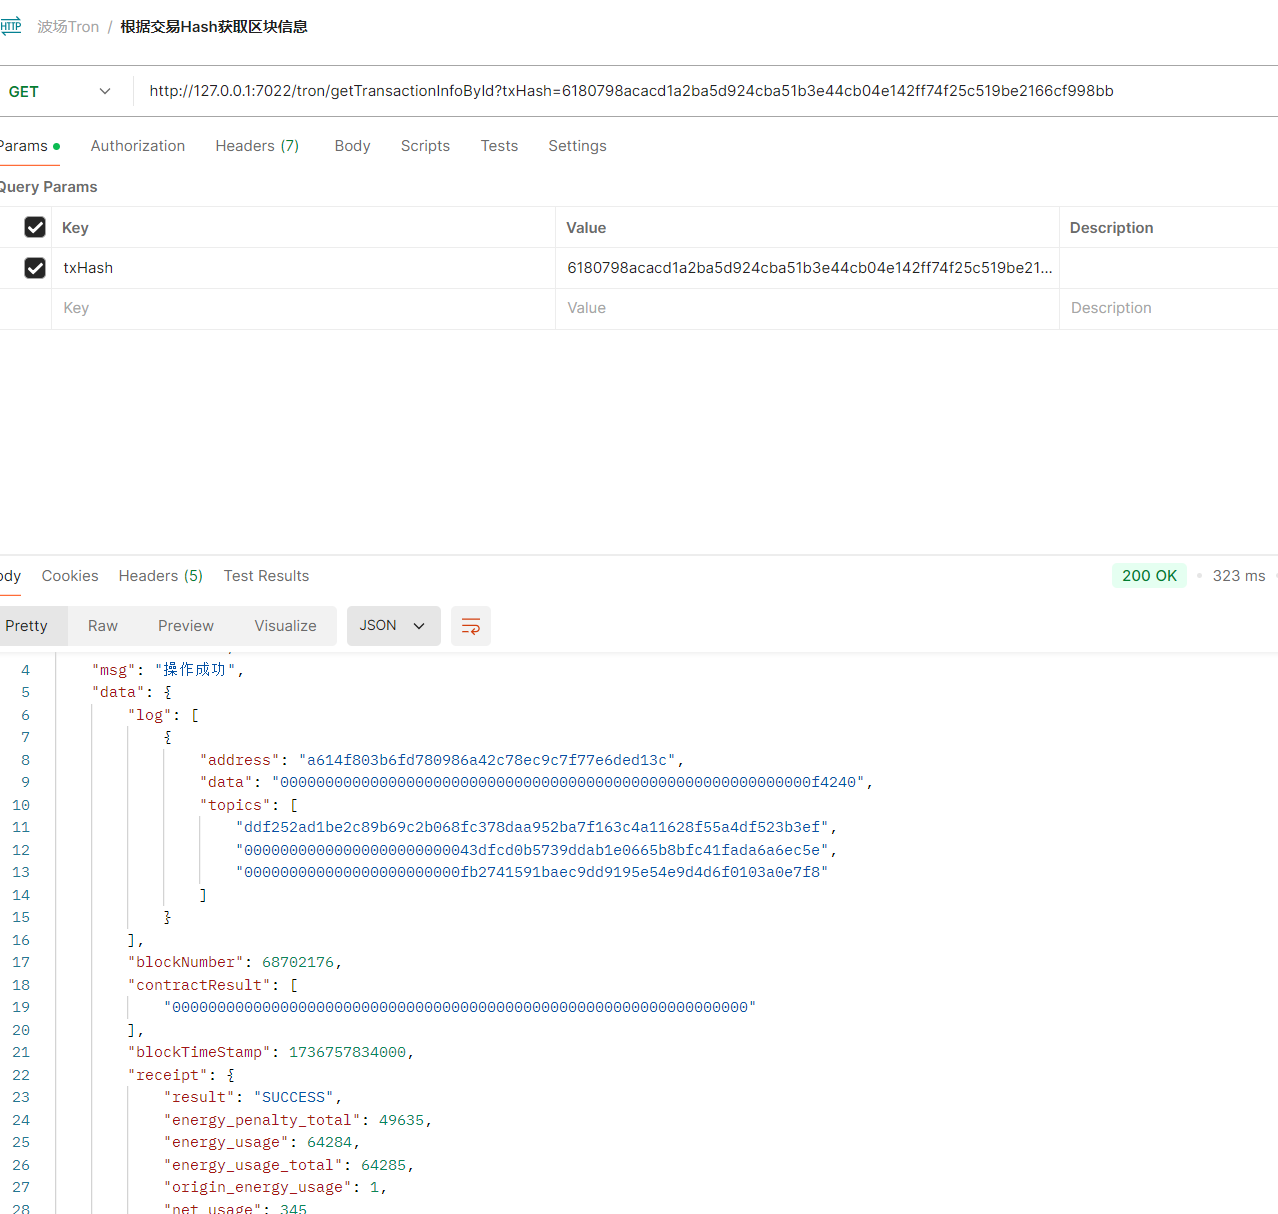 HTTP 波场Tron / 根据交易Hash获取区块信息
GET http://127.0.0.1:7022/tron/getTransactionInfoById?txHash=6180798acacd1a2ba5d924cba51b3e44cb04e142ff74f25c519be2166cf998bb
Params Authorization Headers (7) Body Scripts Tests Settings
Query Params
Key Value Description
txHash 6180798acacd1a2ba5d924cba51b3e44cb04e142ff74f25c519be21...
Key Value Description
ody Cookies Headers (5) Test Results 200 OK 323 ms
Pretty Raw Preview Visualize JSON
4 "msg": "操作成功",
5 "data": {
6 "log": [
7 {
8 "address": "a614f803b6fd780986a42c78ec9c7f77e6ded13c",
9 "data": "00000000000000000000000000000000000000000000000000000000000f4240",
10 "topics": [
11 "ddf252ad1be2c89b69c2b068fc378daa952ba7f163c4a11628f55a4df523b3ef",
12 "00000000000000000000000043dfcd0b5739ddab1e0665b8bfc41fada6a6ec5e",
13 "000000000000000000000000fb2741591baec9dd9195e54e9d4d6f0103a0e7f8"
14 ]
15 }
16 ],
17 "blockNumber": 68702176,
18 "contractResult": [
19 "0000000000000000000000000000000000000000000000000000000000000000"
20 ],
21 "blockTimeStamp": 1736757834000,
22 "receipt": {
23 "result": "SUCCESS",
24 "energy_penalty_total": 49635,
25 "energy_usage": 64284,
26 "energy_usage_total": 64285,
27 "origin_energy_usage": 1,
28 "net_usage": 345